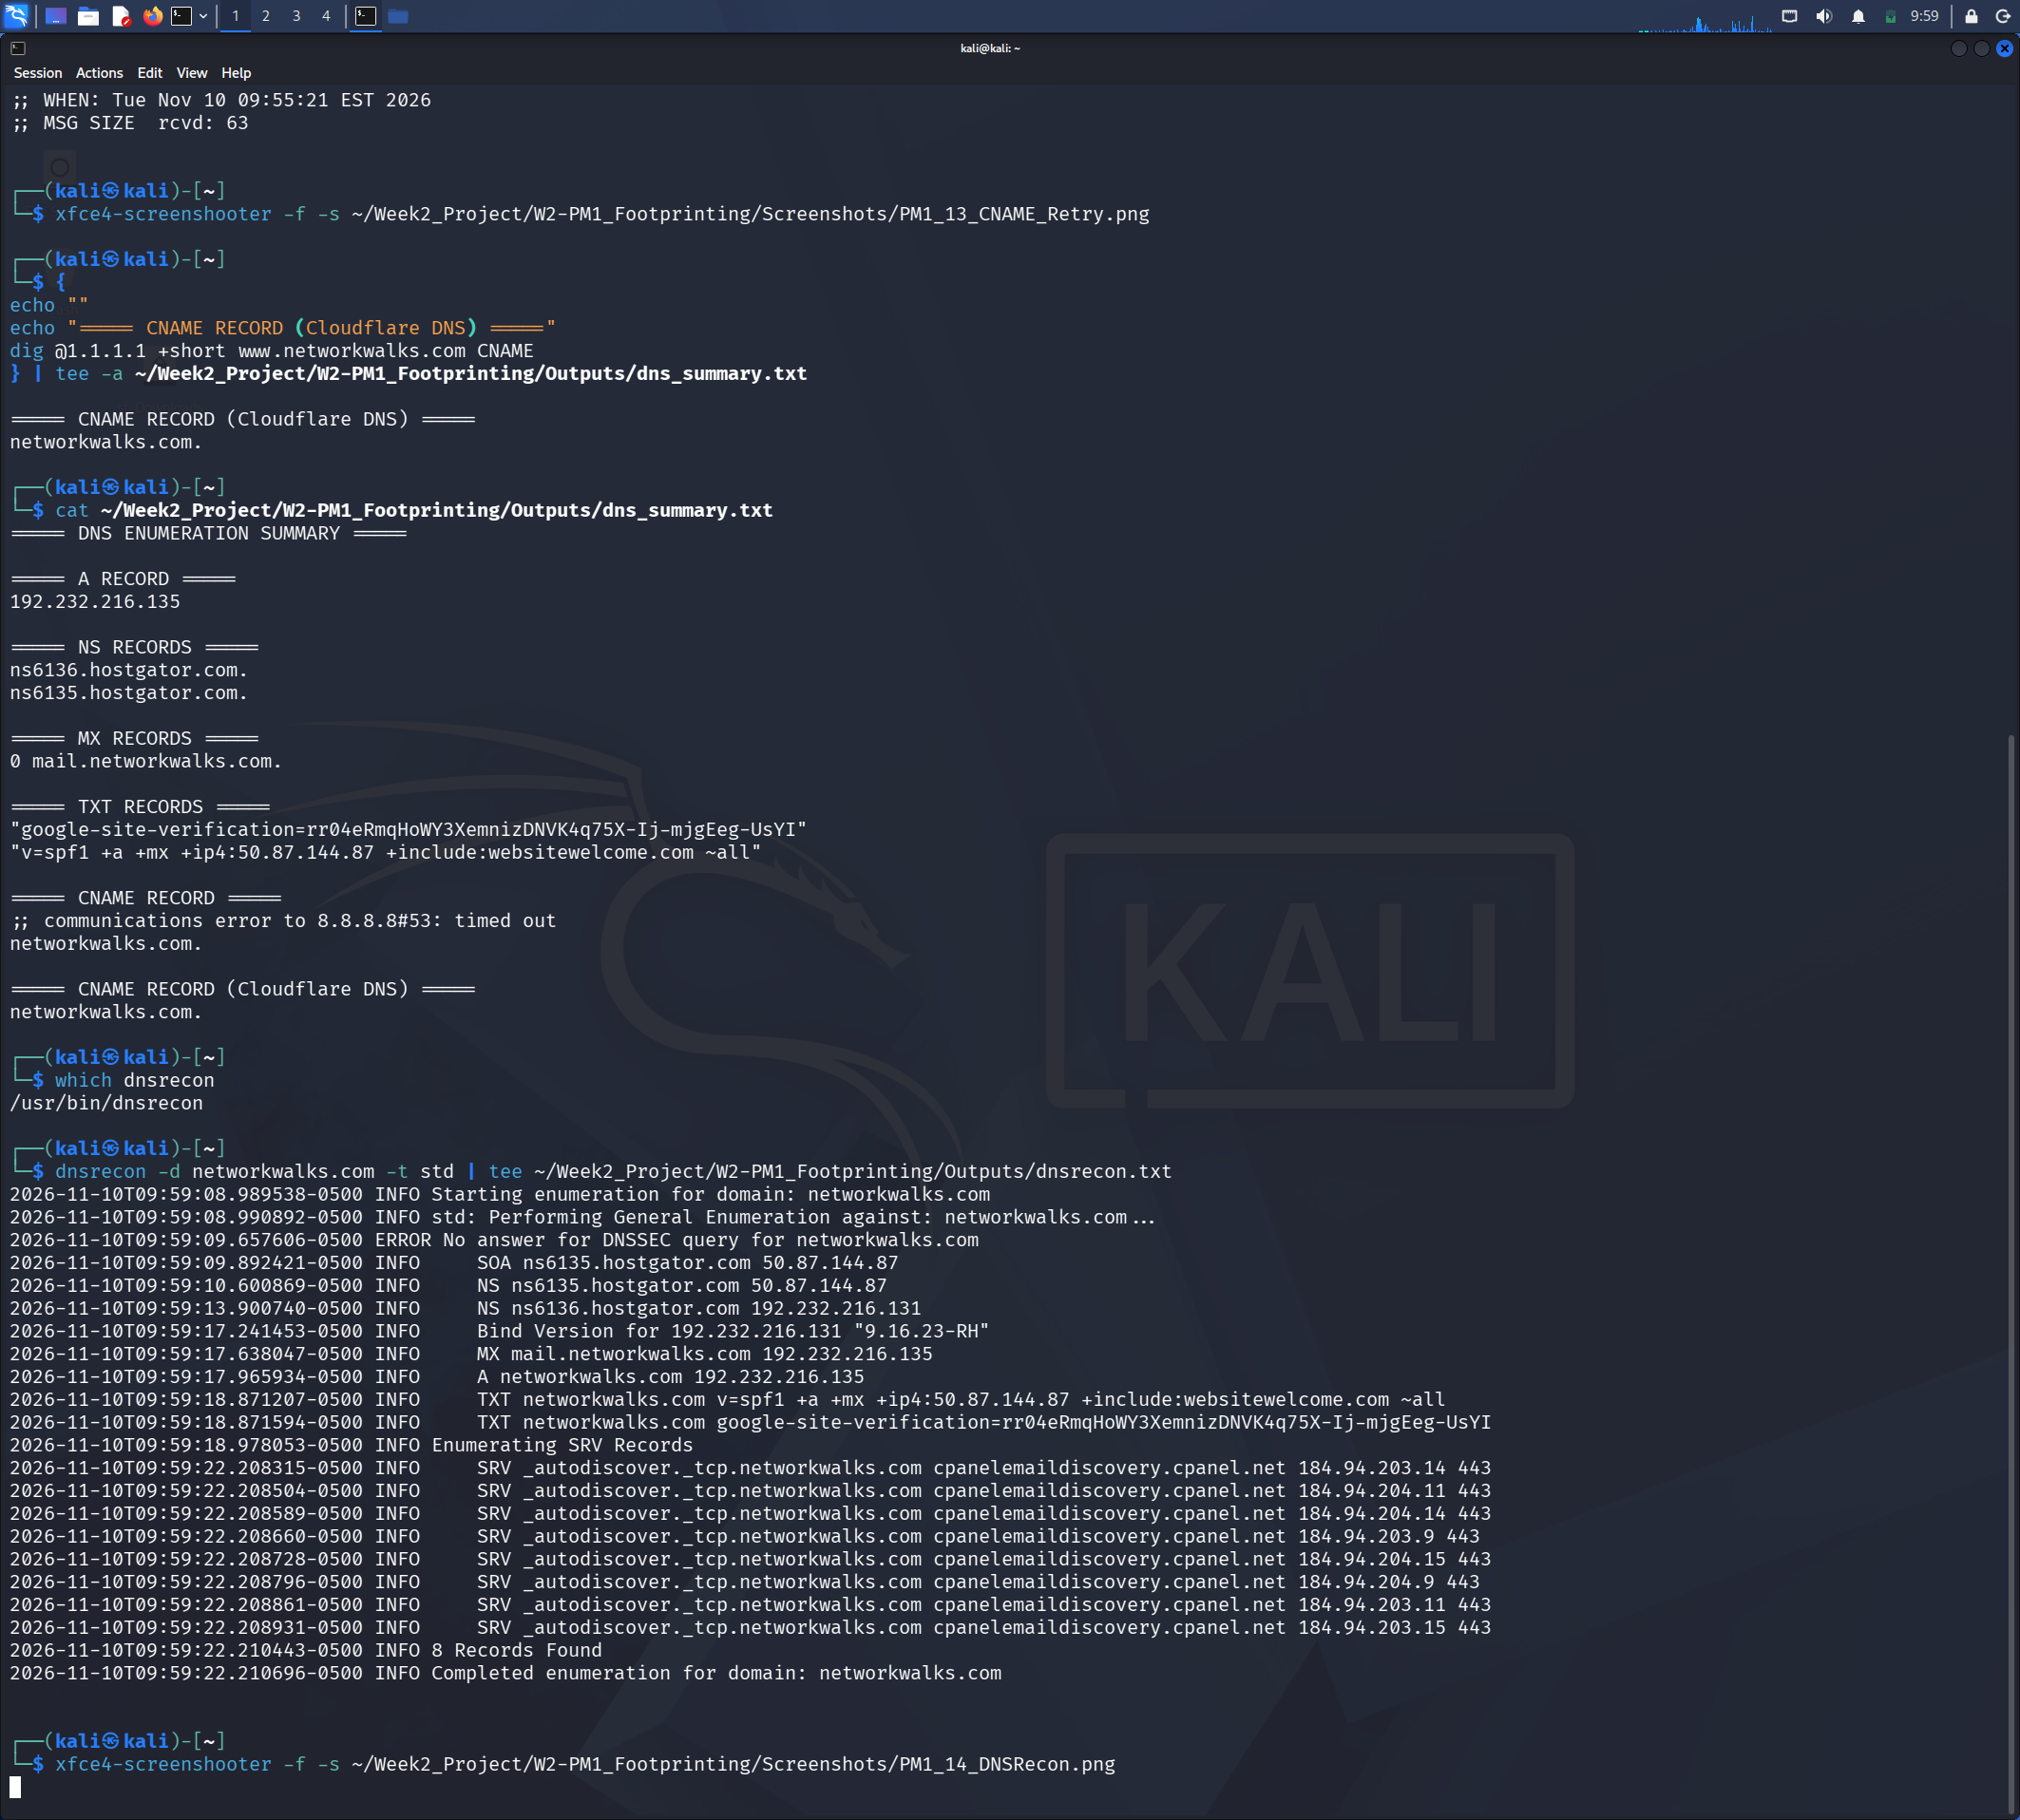 1 2 3 4
9:59
kali@kali: ~
Session Actions Edit View Help
;; WHEN: Tue Nov 10 09:55:21 EST 2026
;; MSG SIZE  rcvd: 63
┌──(kali㉿kali)-[~]
└─$ xfce4-screenshooter -f -s ~/Week2_Project/W2-PM1_Footprinting/Screenshots/PM1_13_CNAME_Retry.png
┌──(kali㉿kali)-[~]
└─$ {
echo ""
echo "===== CNAME RECORD (Cloudflare DNS) ====="
dig @1.1.1.1 +short www.networkwalks.com CNAME
} | tee -a ~/Week2_Project/W2-PM1_Footprinting/Outputs/dns_summary.txt
===== CNAME RECORD (Cloudflare DNS) =====
networkwalks.com.
┌──(kali㉿kali)-[~]
└─$ cat ~/Week2_Project/W2-PM1_Footprinting/Outputs/dns_summary.txt
===== DNS ENUMERATION SUMMARY =====
===== A RECORD =====
192.232.216.135
===== NS RECORDS =====
ns6136.hostgator.com.
ns6135.hostgator.com.
===== MX RECORDS =====
0 mail.networkwalks.com.
===== TXT RECORDS =====
"google-site-verification=rr04eRmqHoWY3XemnizDNVK4q75X-Ij-mjgEeg-UsYI"
"v=spf1 +a +mx +ip4:50.87.144.87 +include:websitewelcome.com ~all"
===== CNAME RECORD =====
;; communications error to 8.8.8.8#53: timed out
networkwalks.com.
===== CNAME RECORD (Cloudflare DNS) =====
networkwalks.com.
KALI
┌──(kali㉿kali)-[~]
└─$ which dnsrecon
/usr/bin/dnsrecon
┌──(kali㉿kali)-[~]
└─$ dnsrecon -d networkwalks.com -t std | tee ~/Week2_Project/W2-PM1_Footprinting/Outputs/dnsrecon.txt
2026-11-10T09:59:08.989538-0500 INFO Starting enumeration for domain: networkwalks.com
2026-11-10T09:59:08.990892-0500 INFO std: Performing General Enumeration against: networkwalks.com...
2026-11-10T09:59:09.657606-0500 ERROR No answer for DNSSEC query for networkwalks.com
2026-11-10T09:59:09.892421-0500 INFO     SOA ns6135.hostgator.com 50.87.144.87
2026-11-10T09:59:10.600869-0500 INFO     NS ns6135.hostgator.com 50.87.144.87
2026-11-10T09:59:13.900740-0500 INFO     NS ns6136.hostgator.com 192.232.216.131
2026-11-10T09:59:17.241453-0500 INFO     Bind Version for 192.232.216.131 "9.16.23-RH"
2026-11-10T09:59:17.638047-0500 INFO     MX mail.networkwalks.com 192.232.216.135
2026-11-10T09:59:17.965934-0500 INFO     A networkwalks.com 192.232.216.135
2026-11-10T09:59:18.871207-0500 INFO     TXT networkwalks.com v=spf1 +a +mx +ip4:50.87.144.87 +include:websitewelcome.com ~all
2026-11-10T09:59:18.871594-0500 INFO     TXT networkwalks.com google-site-verification=rr04eRmqHoWY3XemnizDNVK4q75X-Ij-mjgEeg-UsYI
2026-11-10T09:59:18.978053-0500 INFO Enumerating SRV Records
2026-11-10T09:59:22.208315-0500 INFO     SRV _autodiscover._tcp.networkwalks.com cpanelemaildiscovery.cpanel.net 184.94.203.14 443
2026-11-10T09:59:22.208504-0500 INFO     SRV _autodiscover._tcp.networkwalks.com cpanelemaildiscovery.cpanel.net 184.94.204.11 443
2026-11-10T09:59:22.208589-0500 INFO     SRV _autodiscover._tcp.networkwalks.com cpanelemaildiscovery.cpanel.net 184.94.204.14 443
2026-11-10T09:59:22.208660-0500 INFO     SRV _autodiscover._tcp.networkwalks.com cpanelemaildiscovery.cpanel.net 184.94.203.9 443
2026-11-10T09:59:22.208728-0500 INFO     SRV _autodiscover._tcp.networkwalks.com cpanelemaildiscovery.cpanel.net 184.94.204.15 443
2026-11-10T09:59:22.208796-0500 INFO     SRV _autodiscover._tcp.networkwalks.com cpanelemaildiscovery.cpanel.net 184.94.204.9 443
2026-11-10T09:59:22.208861-0500 INFO     SRV _autodiscover._tcp.networkwalks.com cpanelemaildiscovery.cpanel.net 184.94.203.11 443
2026-11-10T09:59:22.208931-0500 INFO     SRV _autodiscover._tcp.networkwalks.com cpanelemaildiscovery.cpanel.net 184.94.203.15 443
2026-11-10T09:59:22.210443-0500 INFO 8 Records Found
2026-11-10T09:59:22.210696-0500 INFO Completed enumeration for domain: networkwalks.com
┌──(kali㉿kali)-[~]
└─$ xfce4-screenshooter -f -s ~/Week2_Project/W2-PM1_Footprinting/Screenshots/PM1_14_DNSRecon.png